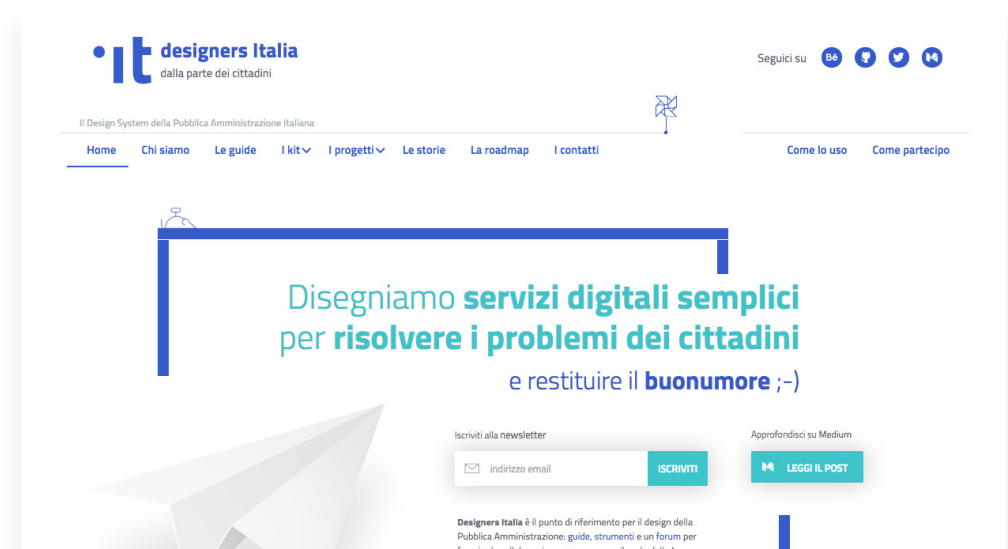 designers Italia
dalla parte dei cittadini
Seguici su
Bē
Il Design System della Pubblica Amministrazione Italiana
Home Chi siamo Le guide I kit I progetti Le storie La roadmap I contatti Come lo uso Come partecipo
Disegniamo servizi digitali semplici
per risolvere i problemi dei cittadini
e restituire il buonumore ;-)
Iscriviti alla newsletter
indirizzo email ISCRIVITI
Approfondisci su Medium
LEGGI IL POST
Designers Italia è il punto di riferimento per il design della
Pubblica Amministrazione: guide, strumenti e un forum per